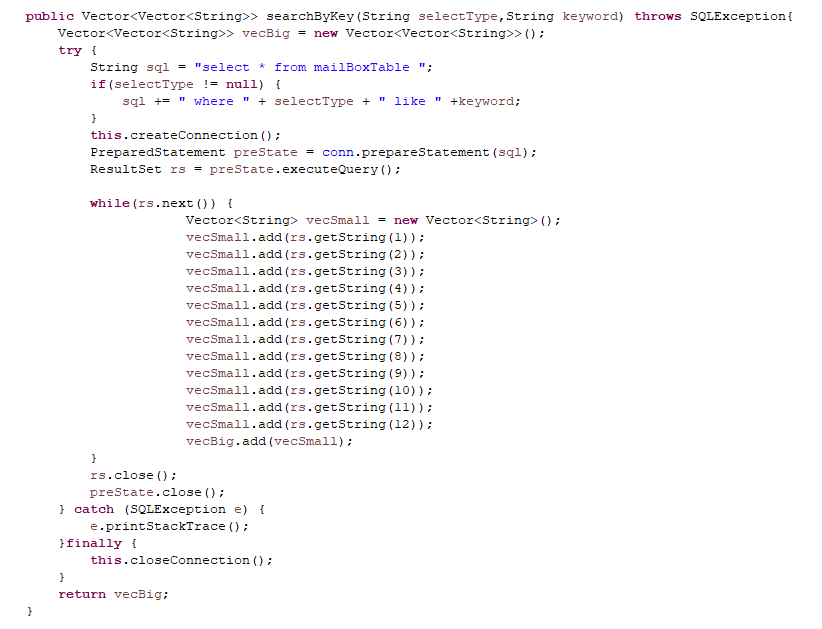 public Vector<Vector<String>> searchByKey(String selectType,String keyword) throws SQLException{
    Vector<Vector<String>> vecBig = new Vector<Vector<String>>();
    try {
        String sql = "select * from mailBoxTable ";
        if(selectType != null) {
            sql += " where " + selectType + " like " +keyword;
        }
        this.createConnection();
        PreparedStatement preState = conn.prepareStatement(sql);
        ResultSet rs = preState.executeQuery();

        while(rs.next()) {
                    Vector<String> vecSmall = new Vector<String>();
                    vecSmall.add(rs.getString(1));
                    vecSmall.add(rs.getString(2));
                    vecSmall.add(rs.getString(3));
                    vecSmall.add(rs.getString(4));
                    vecSmall.add(rs.getString(5));
                    vecSmall.add(rs.getString(6));
                    vecSmall.add(rs.getString(7));
                    vecSmall.add(rs.getString(8));
                    vecSmall.add(rs.getString(9));
                    vecSmall.add(rs.getString(10));
                    vecSmall.add(rs.getString(11));
                    vecSmall.add(rs.getString(12));
                    vecBig.add(vecSmall);
        }
        rs.close();
        preState.close();
    } catch (SQLException e) {
        e.printStackTrace();
    }finally {
        this.closeConnection();
    }
    return vecBig;
}